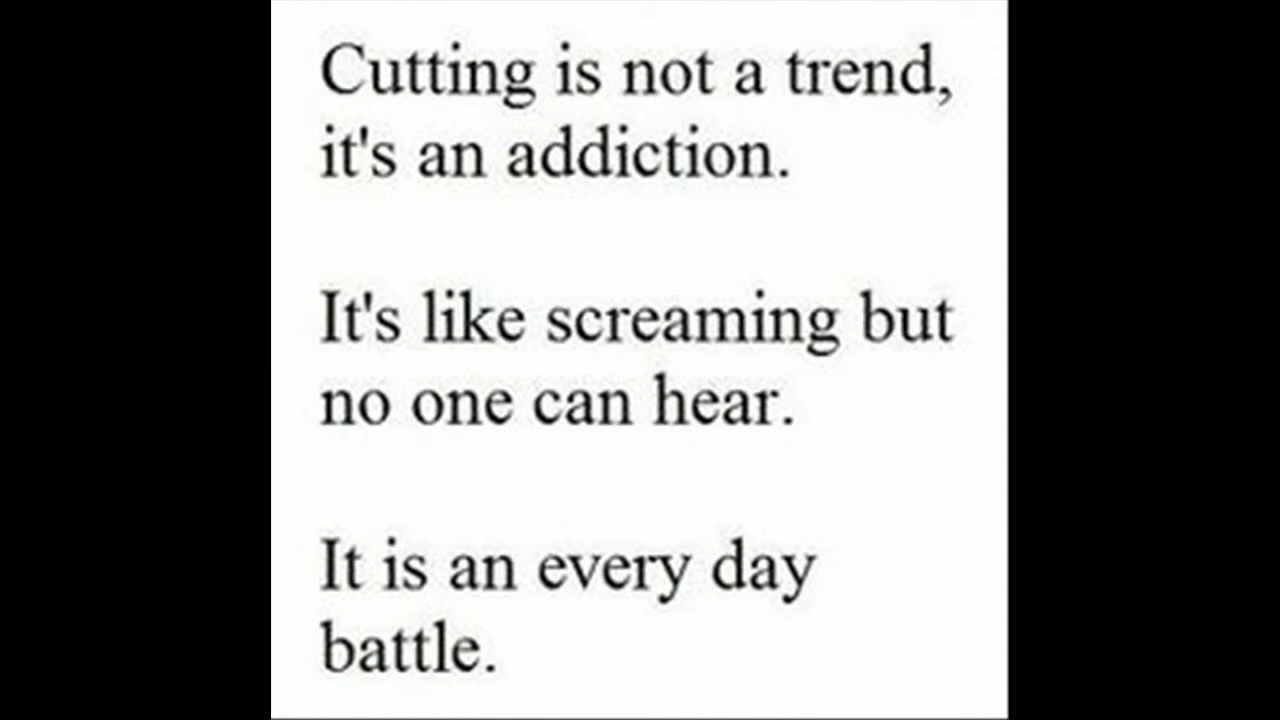 Cutting is not a trend,
it's an addiction.
It's like screaming but
no one can hear.
It is an every day
battle.